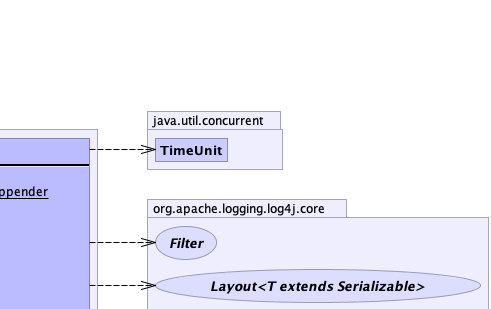 java.util.concurrent
TimeUnit
ppender
org.apache.logging.log4j.core
Filter
Layout<T extends Serializable>